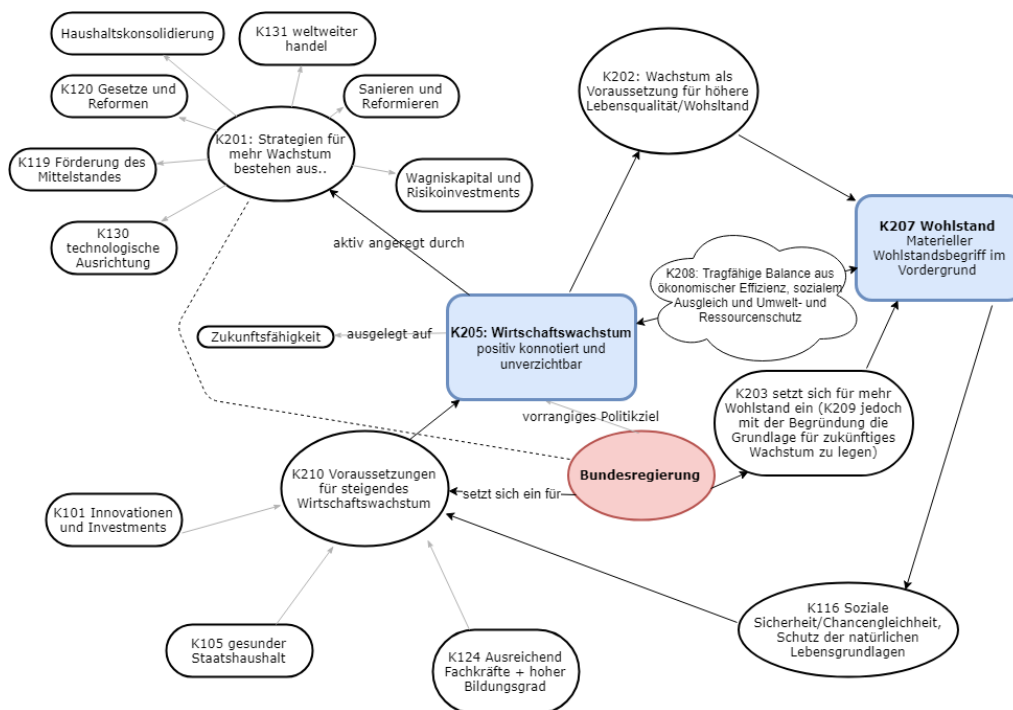 Haushaltskonsolidierung
K131 weltweiter
handel
K120 Gesetze und
Reformen
Sanieren und
Reformieren
K201: Strategien für
mehr Wachstum
bestehen aus..
K119 Förderung des
Mittelstandes
Wagniskapital und
Risikoinvestments
K130
technologische
Ausrichtung
K202: Wachstum als
Voraussetzung für höhere
Lebensqualität/Wohsltand
K207 Wohlstand
Materieller
Wohlstandsbegriff im
Vordergrund
aktiv angeregt durch
K208: Tragfähige Balance aus
ökonomischer Effizienz, sozialem
Ausgleich und Umwelt- und
Ressourcenschutz
K205: Wirtschaftswachstum
positiv konnotiert und
unverzichtbar
Zukunftsfähigkeit
ausgelegt auf
K203 setzt sich für mehr
Wohlstand ein (K209 jedoch
mit der Begründung die
Grundlage für zukünftiges
Wachstum zu legen)
vorrangiges Politikziel
Bundesregierung
setzt sich ein für
K210 Voraussetzungen
für steigendes
Wirtschaftswachstum
K101 Innovationen
und Investments
K105 gesunder
Staatshaushalt
K124 Ausreichend
Fachkräfte + hoher
Bildungsgrad
K116 Soziale
Sicherheit/Chancengleichheit,
Schutz der natürlichen
Lebensgrundlagen